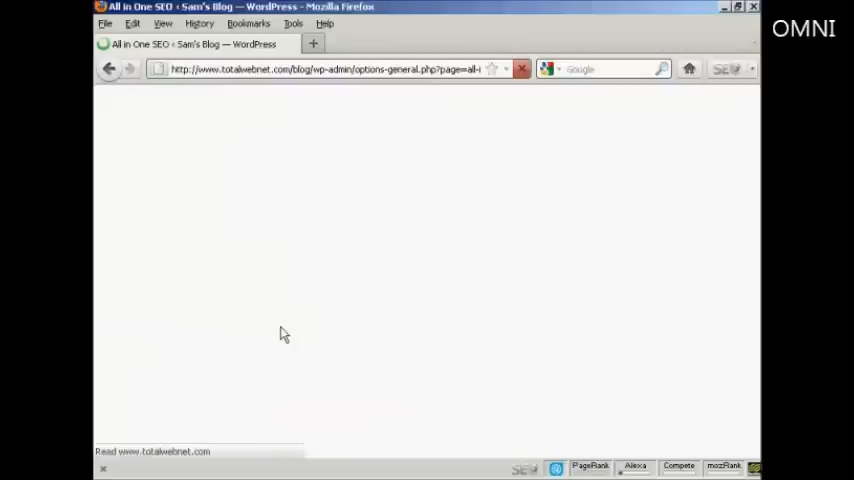 All in One SEO ‹ Sam's Blog — WordPress - Mozilla Firefox
OMNI
File Edit View History Bookmarks Tools Help
All in One SEO ‹ Sam's Blog — WordPress
http://www.totalwebnet.com/blog/wp-admin/options-general.php?page=all-i
Google
Read www.totalwebnet.com
PageRank
Alexa
Compete
mozRank